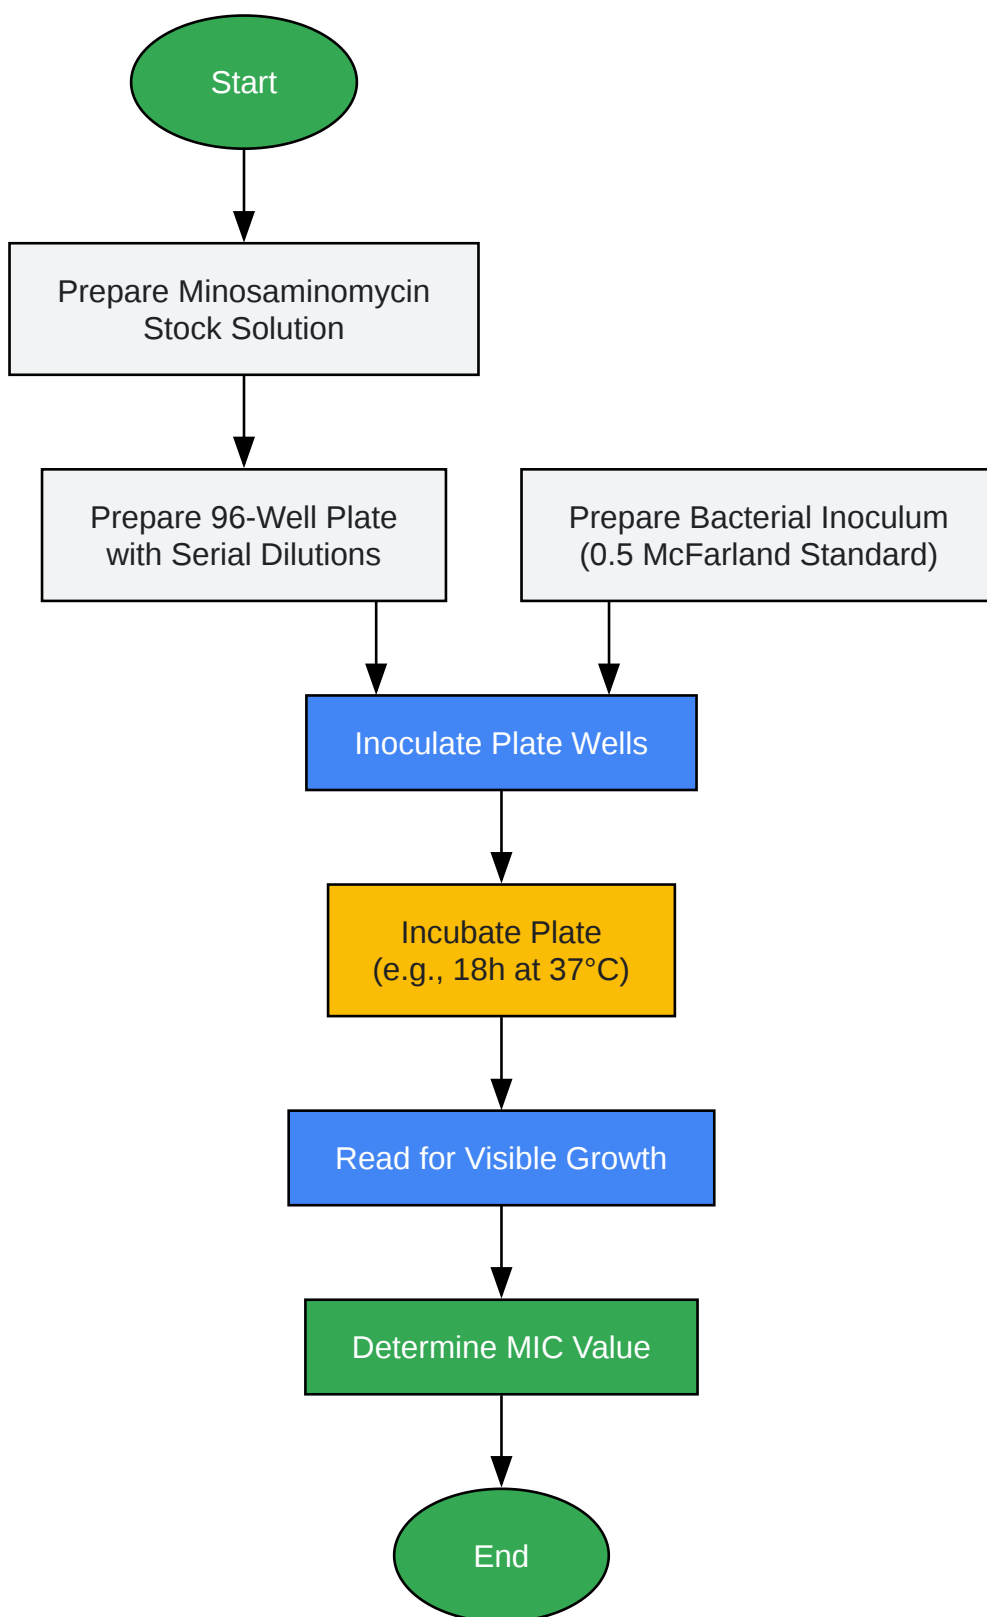 Start
Prepare Minosaminomycin
Stock Solution
Prepare 96-Well Plate
with Serial Dilutions
Prepare Bacterial Inoculum
(0.5 McFarland Standard)
Inoculate Plate Wells
Incubate Plate
(e.g., 18h at 37°C)
Read for Visible Growth
Determine MIC Value
End